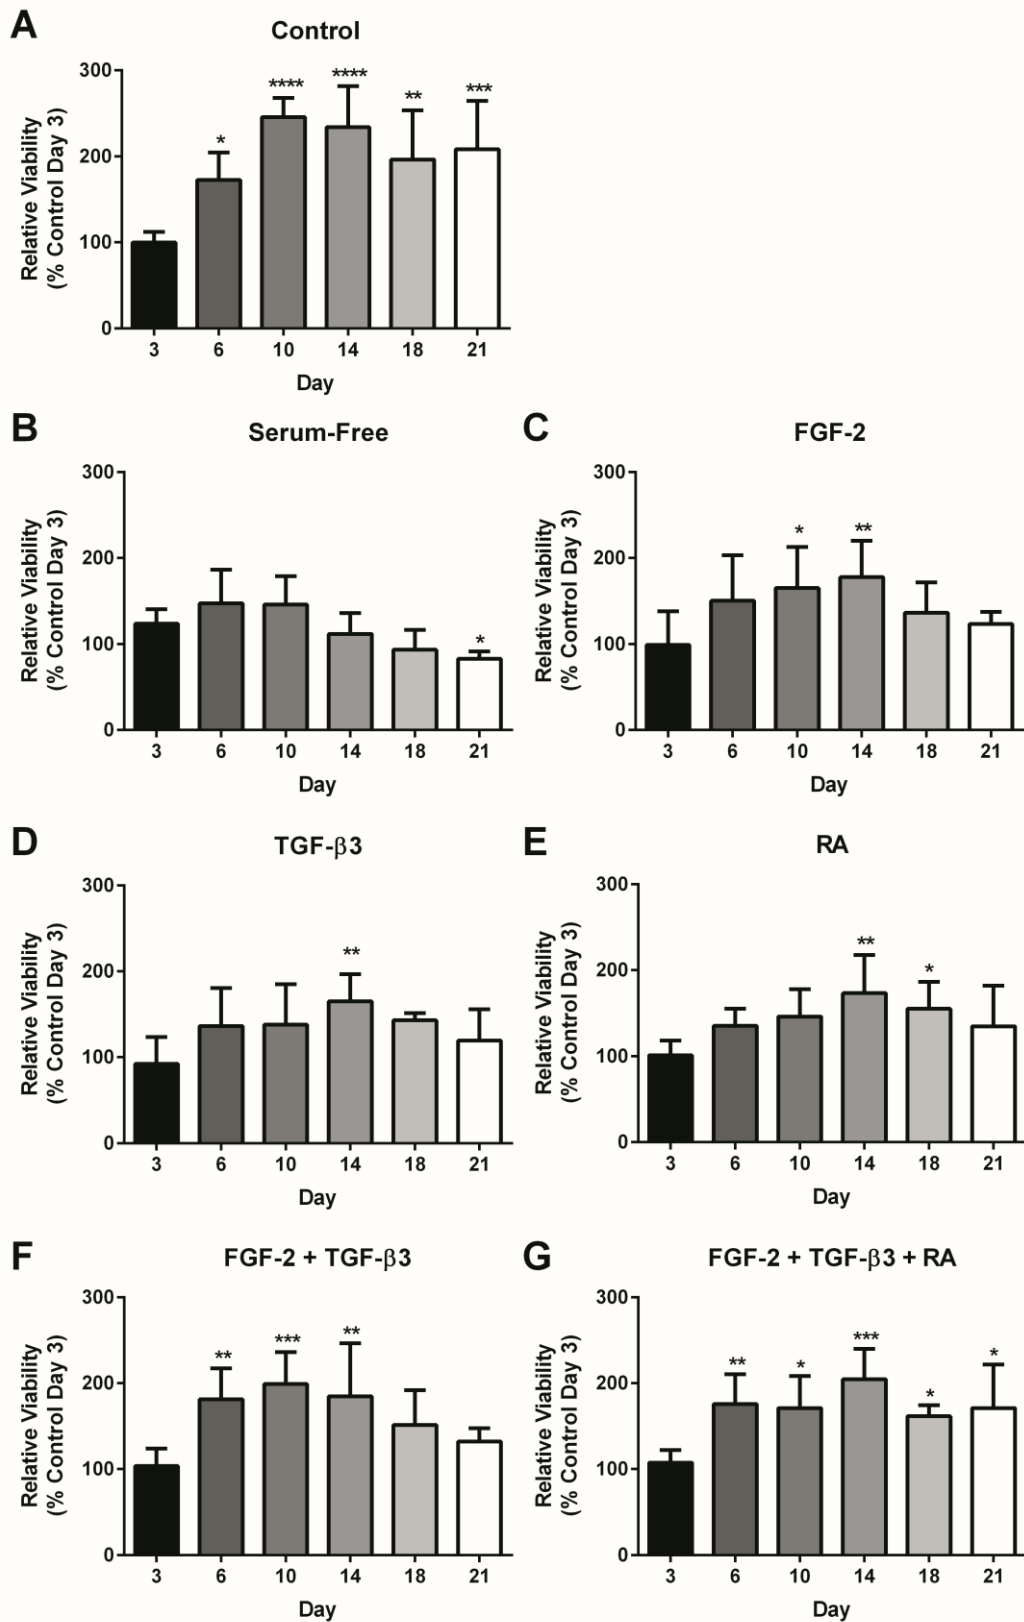 A
Control
Relative Viability
(% Control Day 3)
300
200
100
0
*
****
****
**
***
3 6 10 14 18 21
Day
B
Serum-Free
Relative Viability
(% Control Day 3)
300
200
100
0
*
3 6 10 14 18 21
Day
C
FGF-2
Relative Viability
(% Control Day 3)
300
200
100
0
*
**
3 6 10 14 18 21
Day
D
TGF-β3
Relative Viability
(% Control Day 3)
300
200
100
0
**
3 6 10 14 18 21
Day
E
RA
Relative Viability
(% Control Day 3)
300
200
100
0
**
*
3 6 10 14 18 21
Day
F
FGF-2 + TGF-β3
Relative Viability
(% Control Day 3)
300
200
100
0
**
***
**
3 6 10 14 18 21
Day
G
FGF-2 + TGF-β3 + RA
Relative Viability
(% Control Day 3)
300
200
100
0
**
*
***
*
*
3 6 10 14 18 21
Day